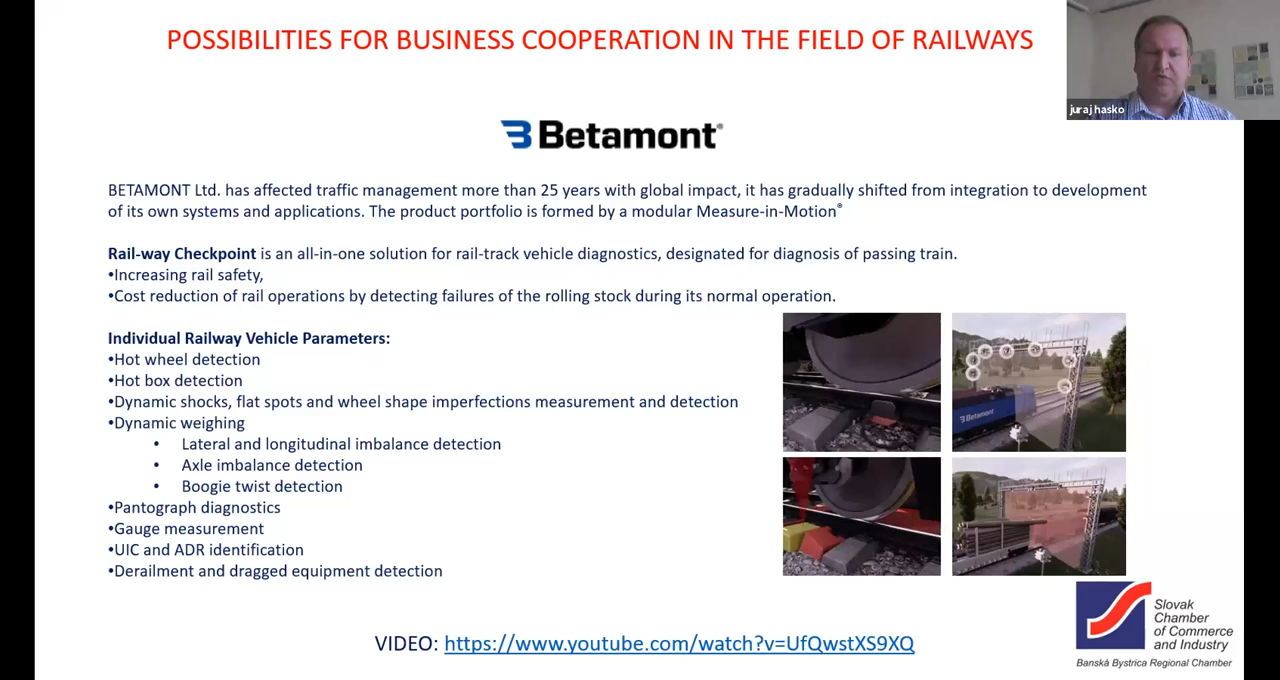 POSSIBILITIES FOR BUSINESS COOPERATION IN THE FIELD OF RAILWAYS
juraj hasko
Betamont®
BETAMONT Ltd. has affected traffic management more than 25 years with global impact, it has gradually shifted from integration to development
of its own systems and applications. The product portfolio is formed by a modular Measure-in-Motion®
Rail-way Checkpoint is an all-in-one solution for rail-track vehicle diagnostics, designated for diagnosis of passing train.
•Increasing rail safety,
•Cost reduction of rail operations by detecting failures of the rolling stock during its normal operation.
Individual Railway Vehicle Parameters:
•Hot wheel detection
•Hot box detection
•Dynamic shocks, flat spots and wheel shape imperfections measurement and detection
•Dynamic weighing
• Lateral and longitudinal imbalance detection
• Axle imbalance detection
• Boogie twist detection
•Pantograph diagnostics
•Gauge measurement
•UIC and ADR identification
•Derailment and dragged equipment detection
Betamont
VIDEO: https://www.youtube.com/watch?v=UfQwstXS9XQ
Slovak
Chamber
of Commerce
and Industry
Banská Bystrica Regional Chamber